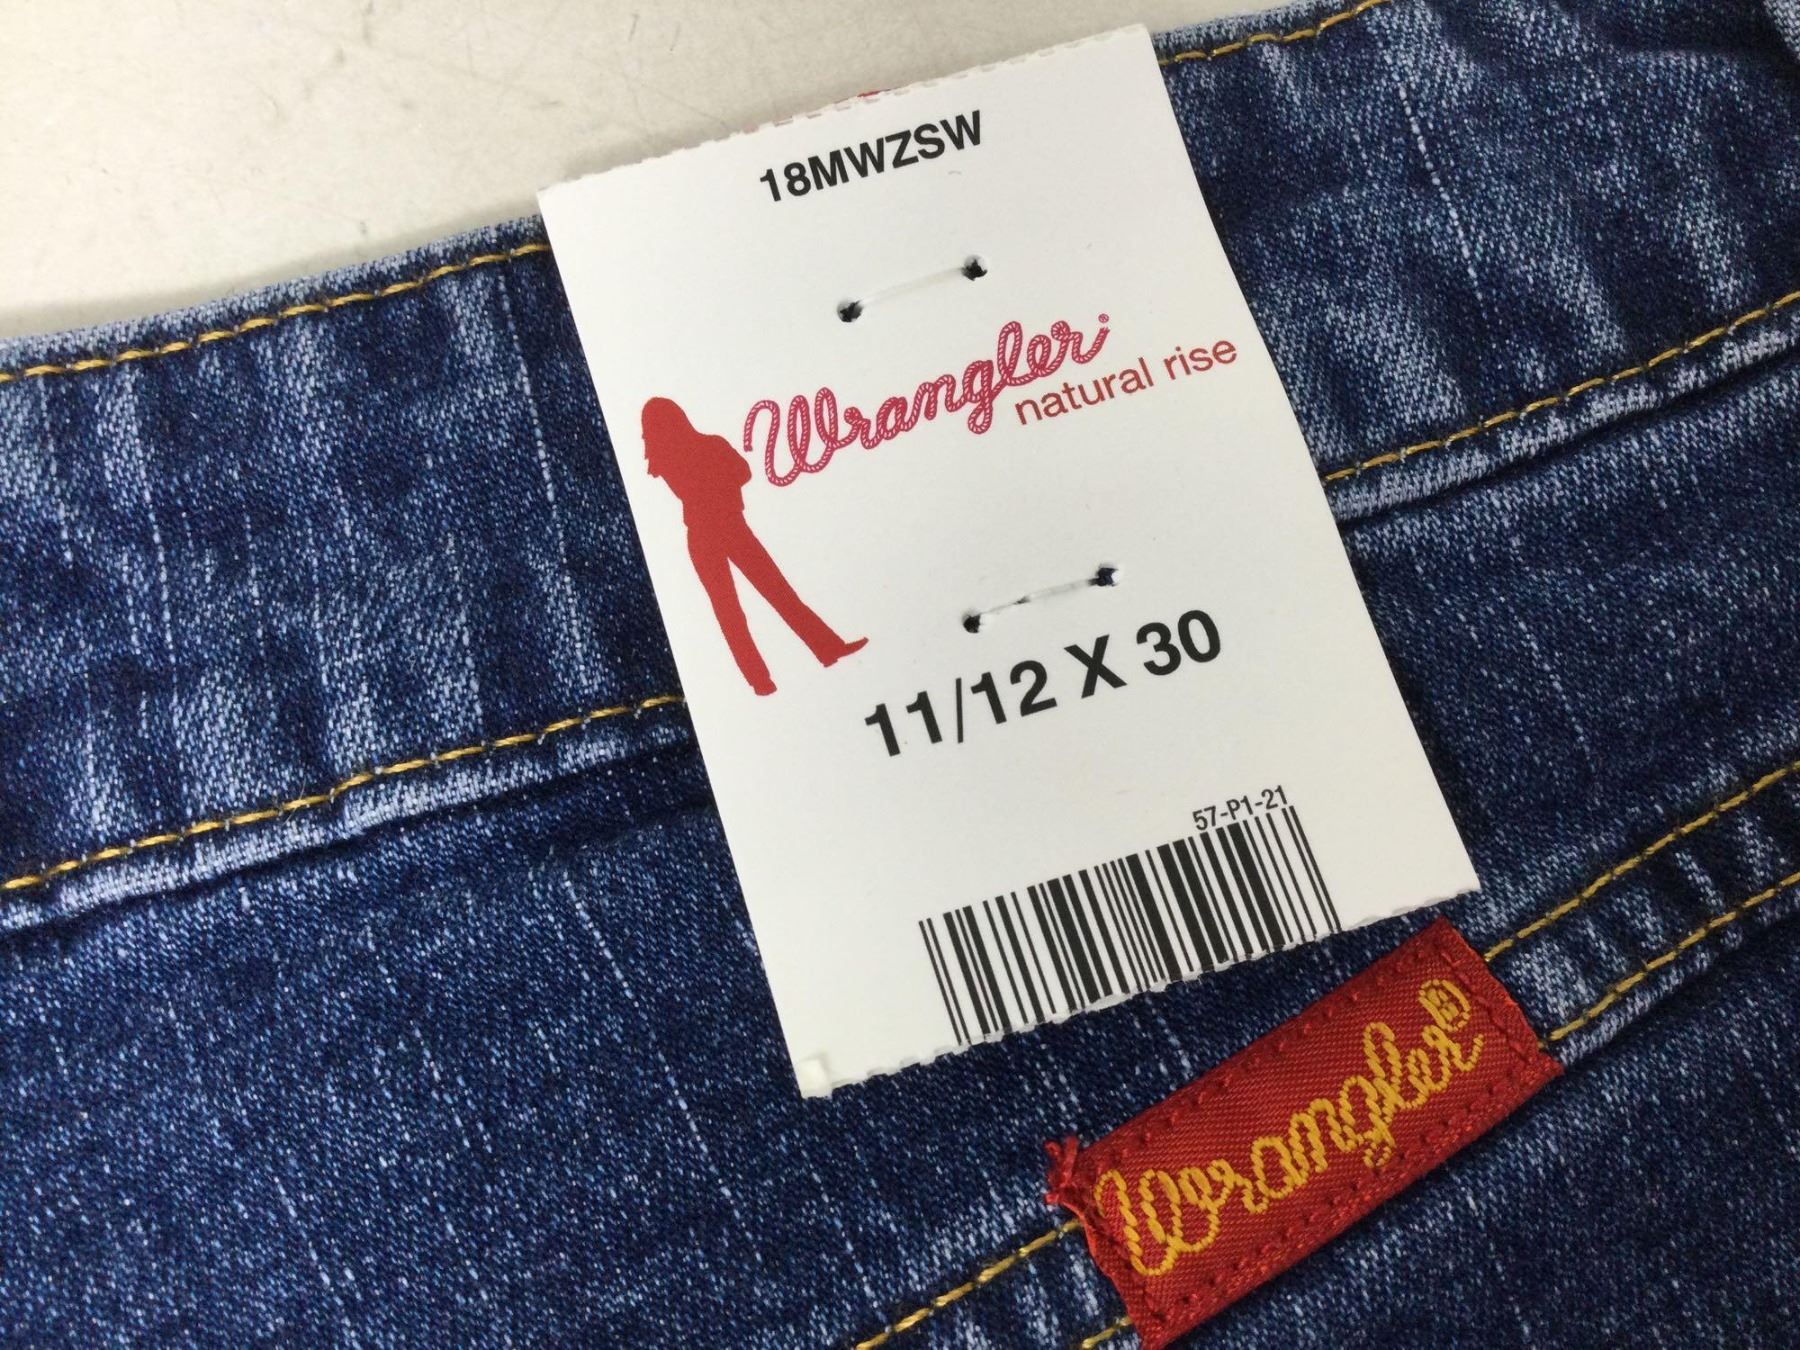 18MWZSW
Wrangler®
natural rise
11/12 X 30
57-P1-21
Wrangler®